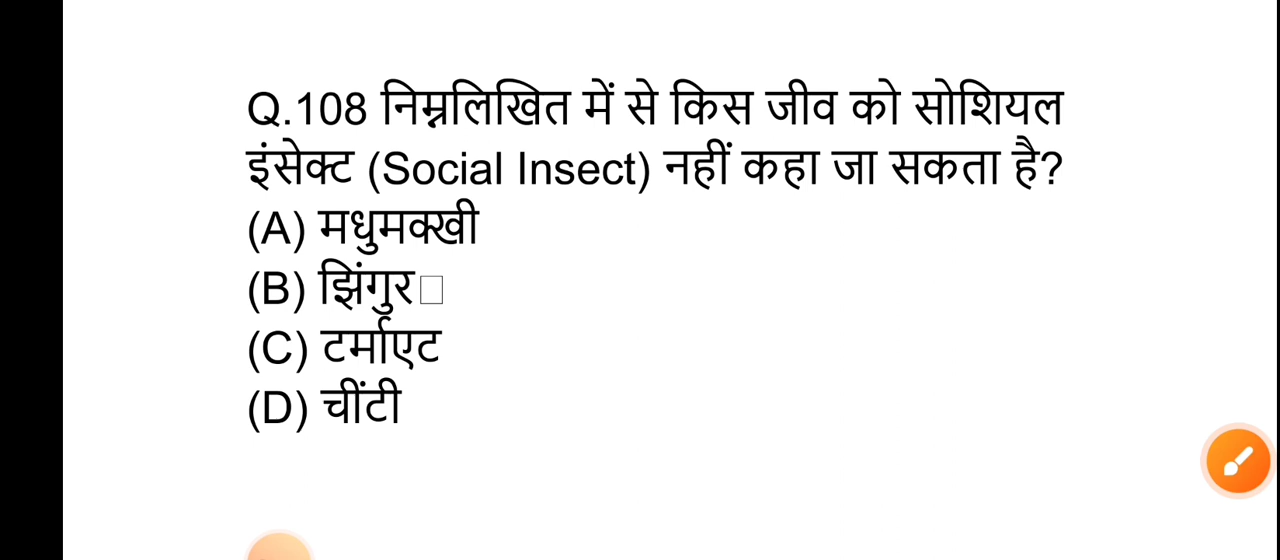 Q.108 निम्नलिखित में से किस जीव को सोशियल
इंसेक्ट (Social Insect) नहीं कहा जा सकता है?
(A) मधुमक्खी
(B) झिंगुर
(C) टर्माएट
(D) चींटी